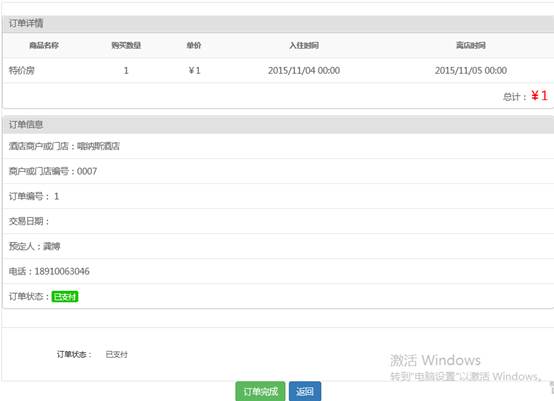 订单详情
商品名称 购买数量 单价 入住时间 离店时间
特价房 1 ¥1 2015/11/04 00:00 2015/11/05 00:00
总计：¥1
订单信息
酒店商户或门店：喀纳斯酒店
商户或门店编号：0007
订单编号： 1
交易日期：
预定人：龚博
电话：18910063046
订单状态：已支付
订单状态： 已支付
激活 Windows
转到"电脑设置"以激活 Windows。
订单完成 返回